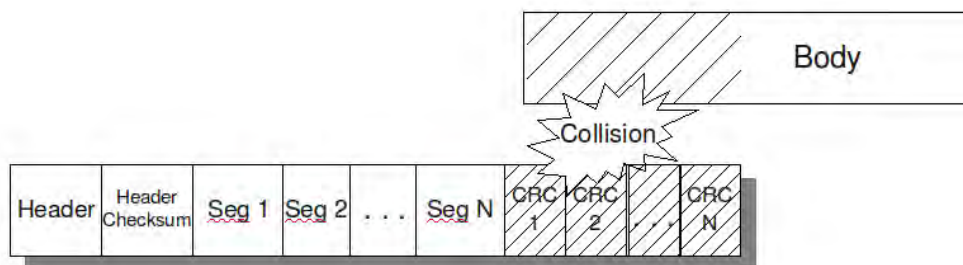 Body
Collision
Header
Header
Checksum
Seg 1
Seg 2
. . .
Seg N
CRC
1
CRC
2
. . .
CRC
N